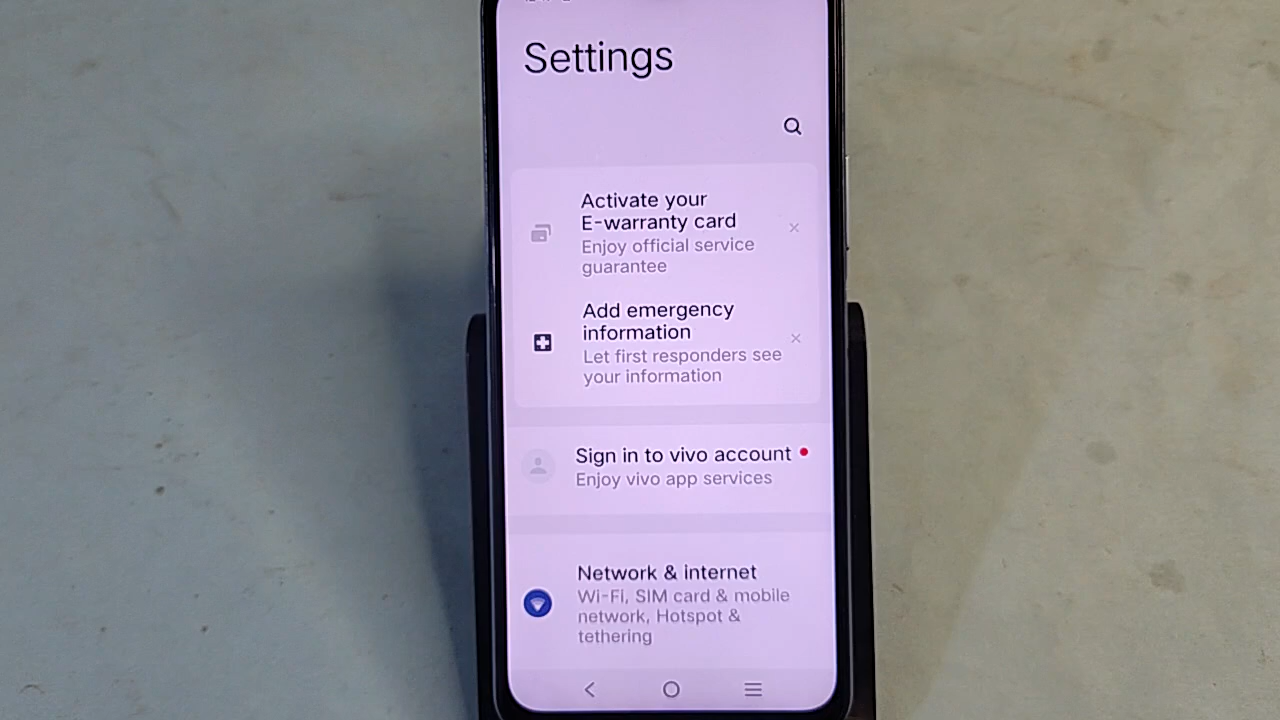 Settings
Activate your
E-warranty card
Enjoy official service
guarantee
Add emergency
information
Let first responders see
your information
Sign in to vivo account
Enjoy vivo app services
Network & internet
Wi-Fi, SIM card & mobile
network, Hotspot &
tethering